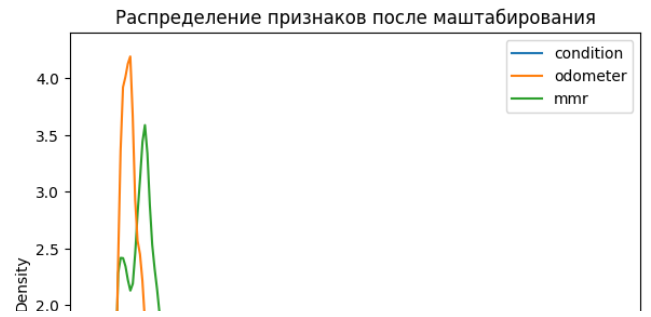 Распределение признаков после маштабирования
condition
odometer
mmr
4.0
3.5
3.0
2.5
2.0
Density